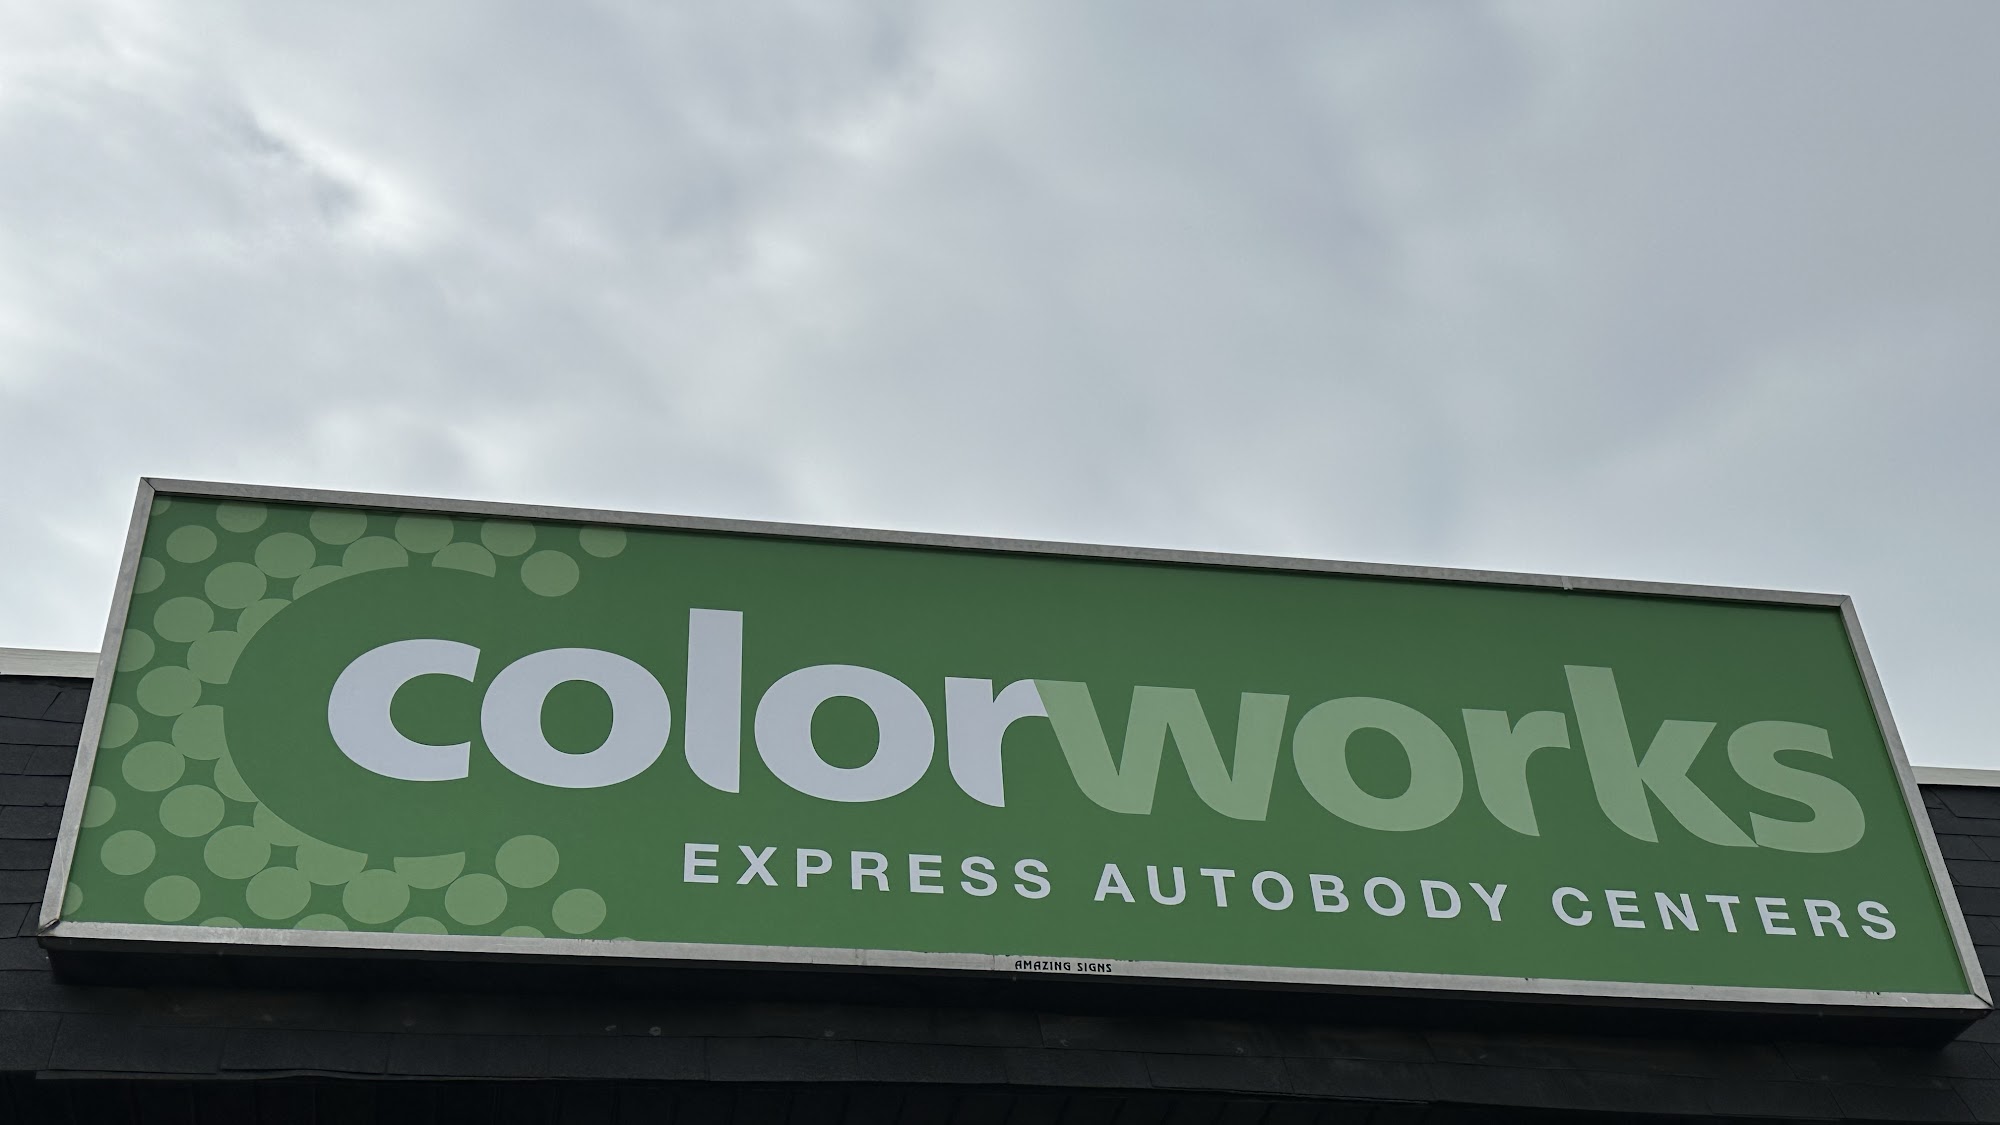 colorworks
EXPRESS AUTOBODY CENTERS
AMAZING SIGNS